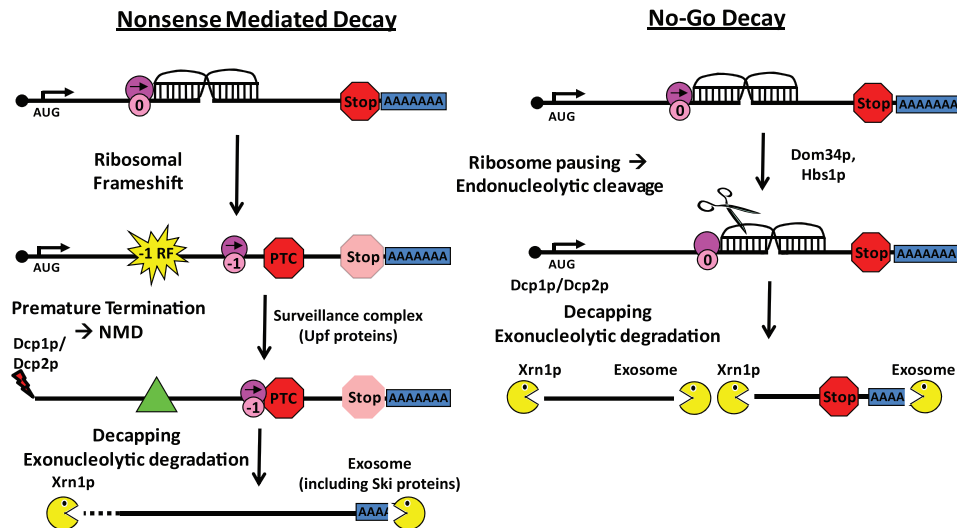 Nonsense Mediated Decay
0
Stop
AAAAAAA
AUG
Ribosomal
Frameshift
-1 RF
-1
PTC
Stop
AAAAAAA
AUG
Premature Termination
→ NMD
Surveillance complex
(Upf proteins)
Dcp1p/
Dcp2p
-1
PTC
Stop
AAAAAAA
Decapping
Exonucleolytic degradation
Xrn1p
Exosome
(including Ski proteins)
AAAA
No-Go Decay
0
Stop
AAAAAAA
AUG
Ribosome pausing →
Endonucleolytic cleavage
Dom34p,
Hbs1p
0
Stop
AAAAAAA
AUG
Dcp1p/Dcp2p
Decapping
Exonucleolytic degradation
Xrn1p
Exosome
Xrn1p
Exosome
Stop
AAAA